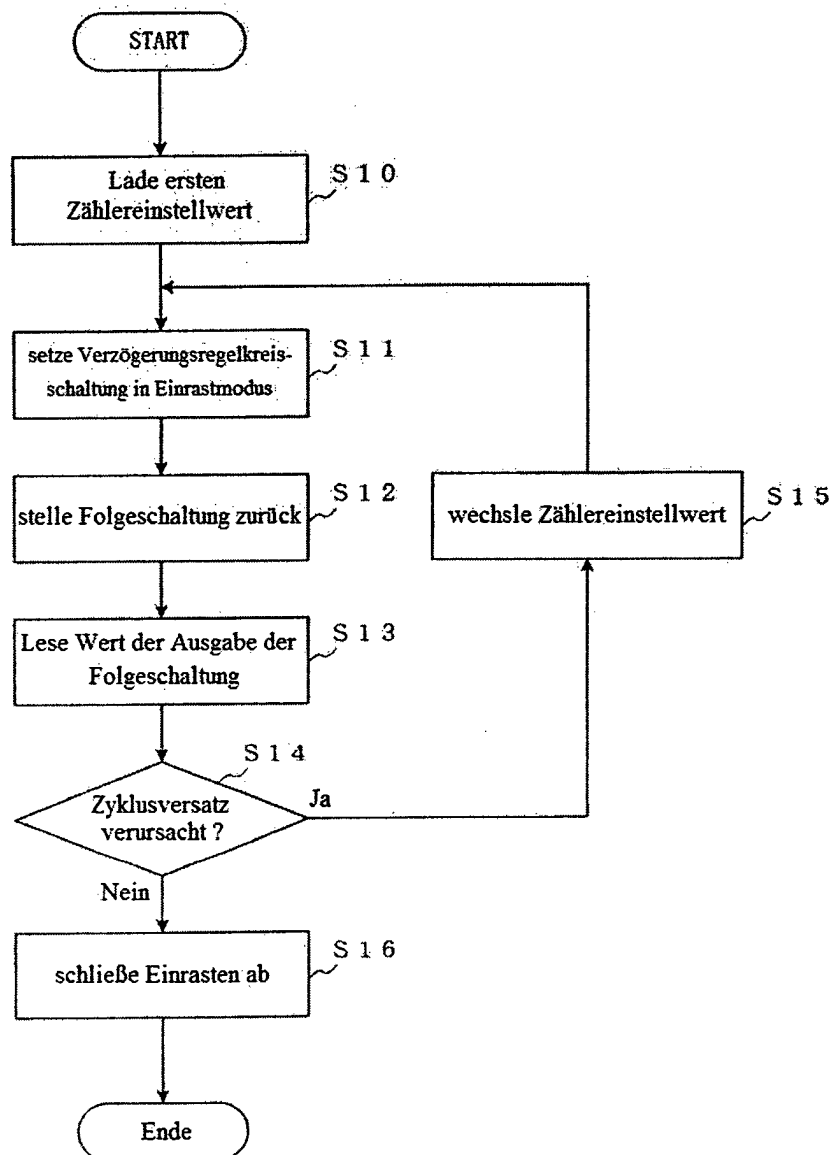 START
Lade ersten
Zählereinstellwert
S10
setze Verzögerungsregelkreis-
schaltung in Einrastmodus
S11
stelle Folgeschaltung zurück
S12
wechsle Zählereinstellwert
S15
Lese Wert der Ausgabe der
Folgeschaltung
S13
S14
Zyklusversatz
verursacht ?
Ja
Nein
schließe Einrasten ab
S16
Ende